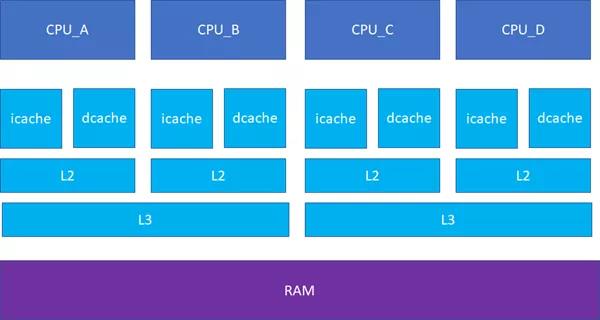 CPU_A CPU_B CPU_C CPU_D
icache dcache icache dcache icache dcache icache dcache
L2 L2 L2 L2
L3 L3
RAM